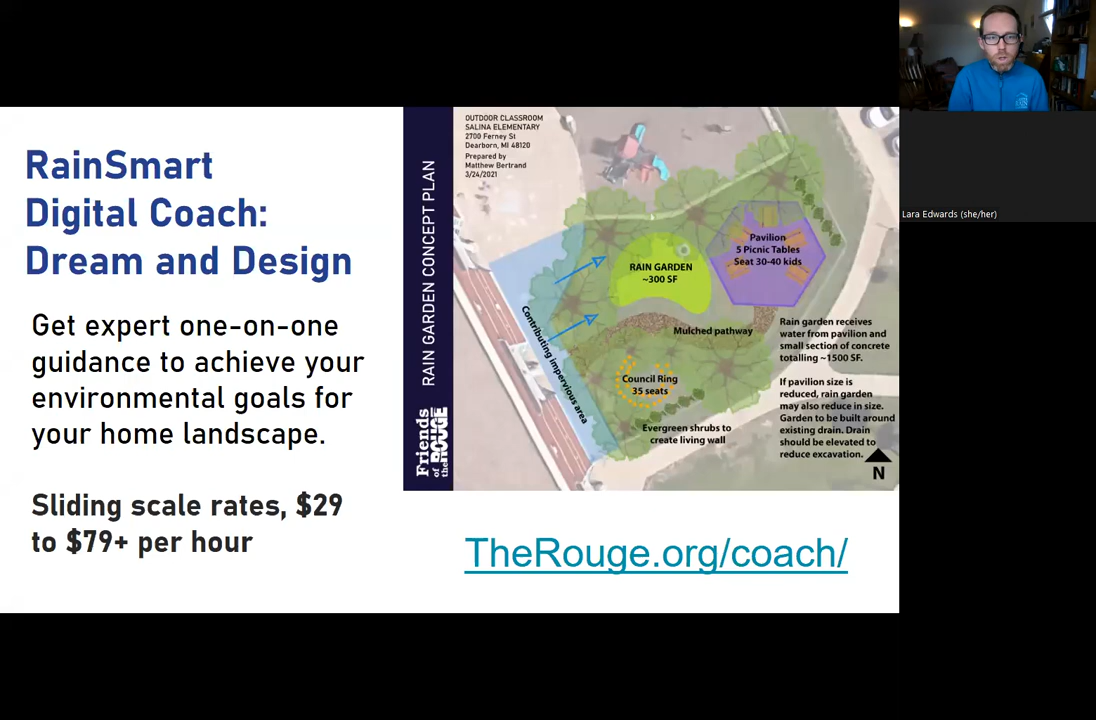 RainSmart
Digital Coach:
Dream and Design
Get expert one-on-one
guidance to achieve your
environmental goals for
your home landscape.
Sliding scale rates, $29
to $79+ per hour
RAIN GARDEN CONCEPT PLAN
Friends
of the ROUGE
OUTDOOR CLASSROOM
SALINA ELEMENTARY
2700 Ferney St
Dearborn, MI 48120
Prepared by
Matthew Bertrand
3/24/2021
Pavilion
5 Picnic Tables
Seat 30-40 kids
RAIN GARDEN
~300 SF
Contributing impervious area
Mulched pathway
Council Ring
35 seats
Evergreen shrubs to
create living wall
Rain garden receives
water from pavilion and
small section of concrete
totalling ~1500 SF.
If pavilion size is
reduced, rain garden
may also reduce in size.
Garden to be built around
existing drain. Drain
should be elevated to
reduce excavation.
N
TheRouge.org/coach/
Lara Edwards (she/her)